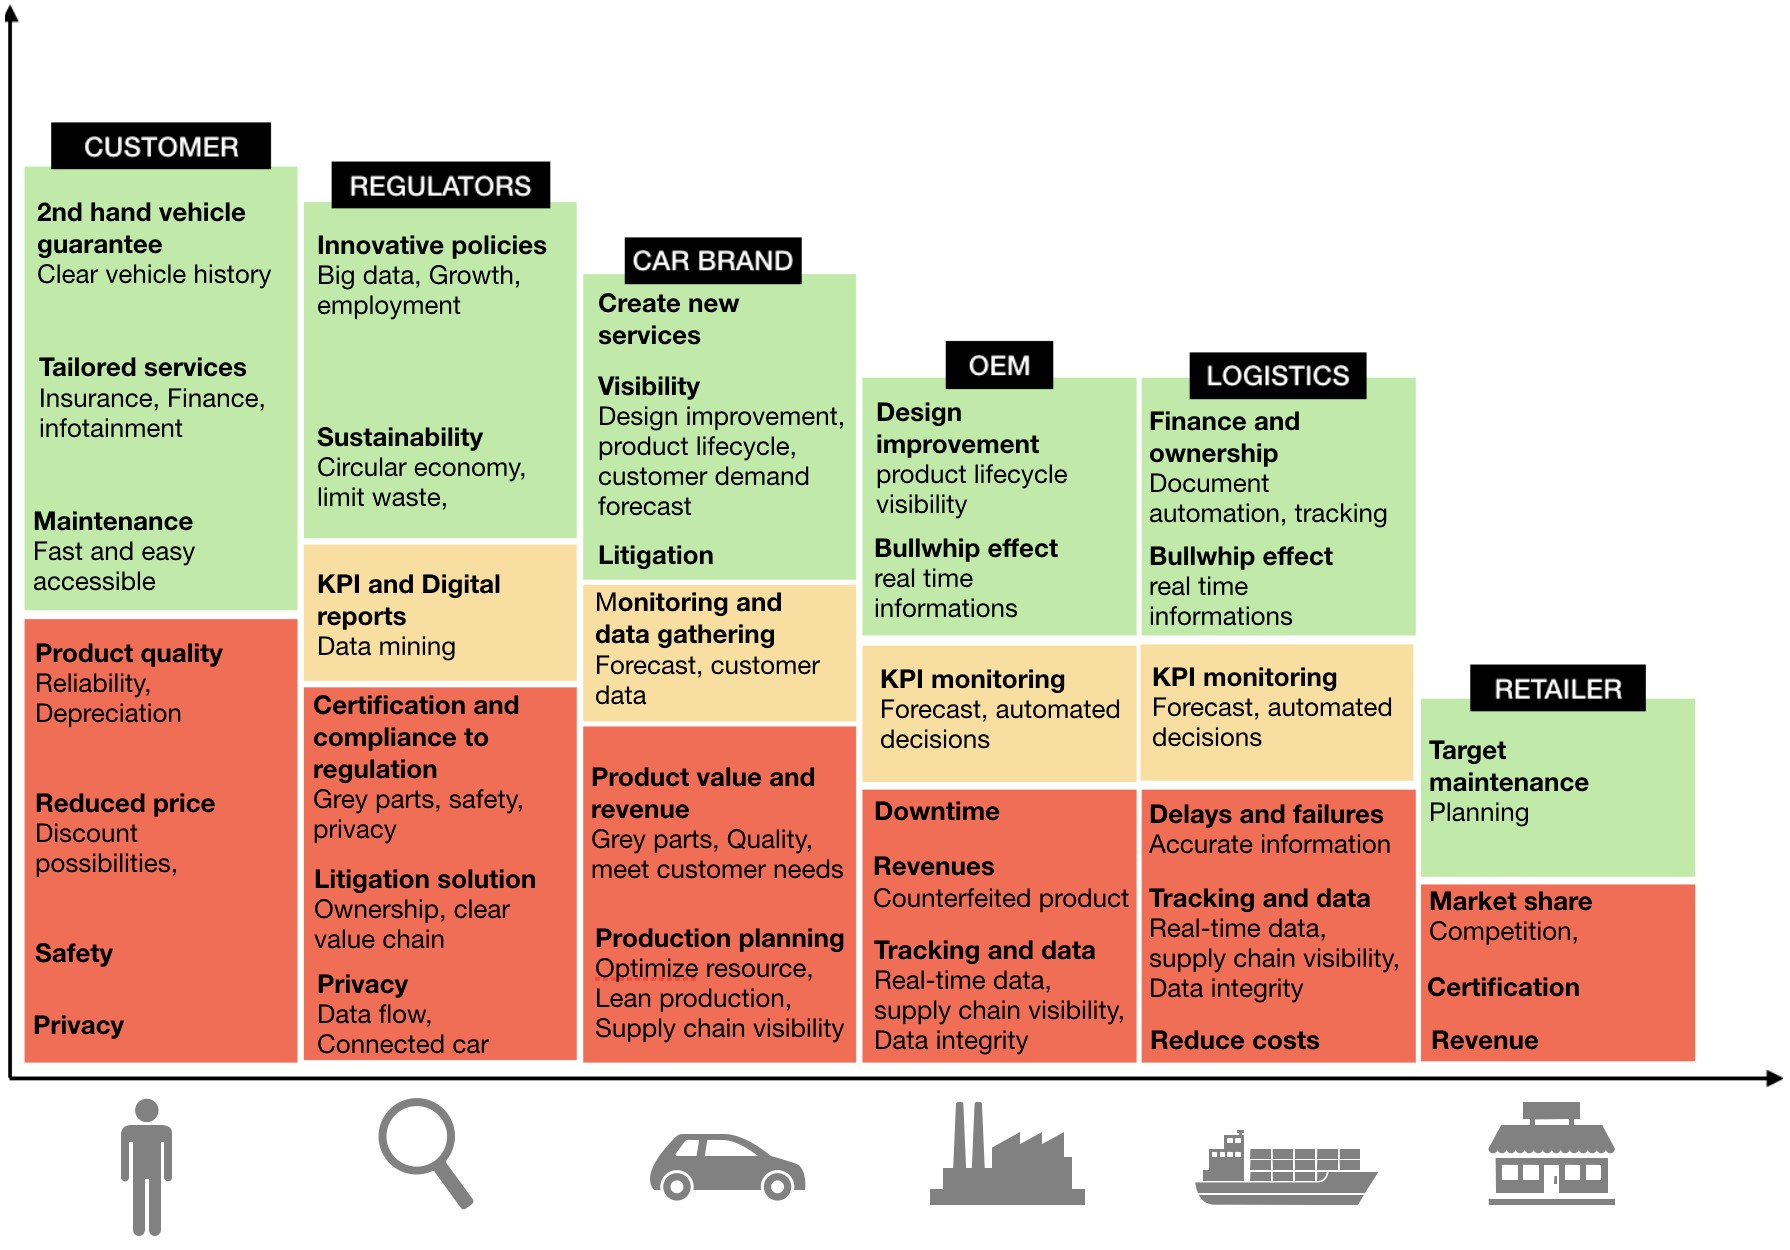 CUSTOMER
2nd hand vehicle
guarantee
Clear vehicle history
Tailored services
Insurance, Finance,
infotainment
Maintenance
Fast and easy
accessible
Product quality
Reliability,
Depreciation
Reduced price
Discount
possibilities,
Safety
Privacy
REGULATORS
Innovative policies
Big data, Growth,
employment
Sustainability
Circular economy,
limit waste,
KPI and Digital
reports
Data mining
Certification and
compliance to
regulation
Grey parts, safety,
privacy
Litigation solution
Ownership, clear
value chain
Privacy
Data flow,
Connected car
CAR BRAND
Create new
services
Visibility
Design improvement,
product lifecycle,
customer demand
forecast
Litigation
Monitoring and
data gathering
Forecast, customer
data
Product value and
revenue
Grey parts, Quality,
meet customer needs
Production planning
Optimize resource,
Lean production,
Supply chain visibility
OEM
Design
improvement
product lifecycle
visibility
Bullwhip effect
real time
informations
KPI monitoring
Forecast, automated
decisions
Downtime
Revenues
Counterfeited product
Tracking and data
Real-time data,
supply chain visibility,
Data integrity
LOGISTICS
Finance and
ownership
Document
automation, tracking
Bullwhip effect
real time
informations
KPI monitoring
Forecast, automated
decisions
Delays and failures
Accurate information
Tracking and data
Real-time data,
supply chain visibility,
Data integrity
Reduce costs
RETAILER
Target
maintenance
Planning
Market share
Competition,
Certification
Revenue